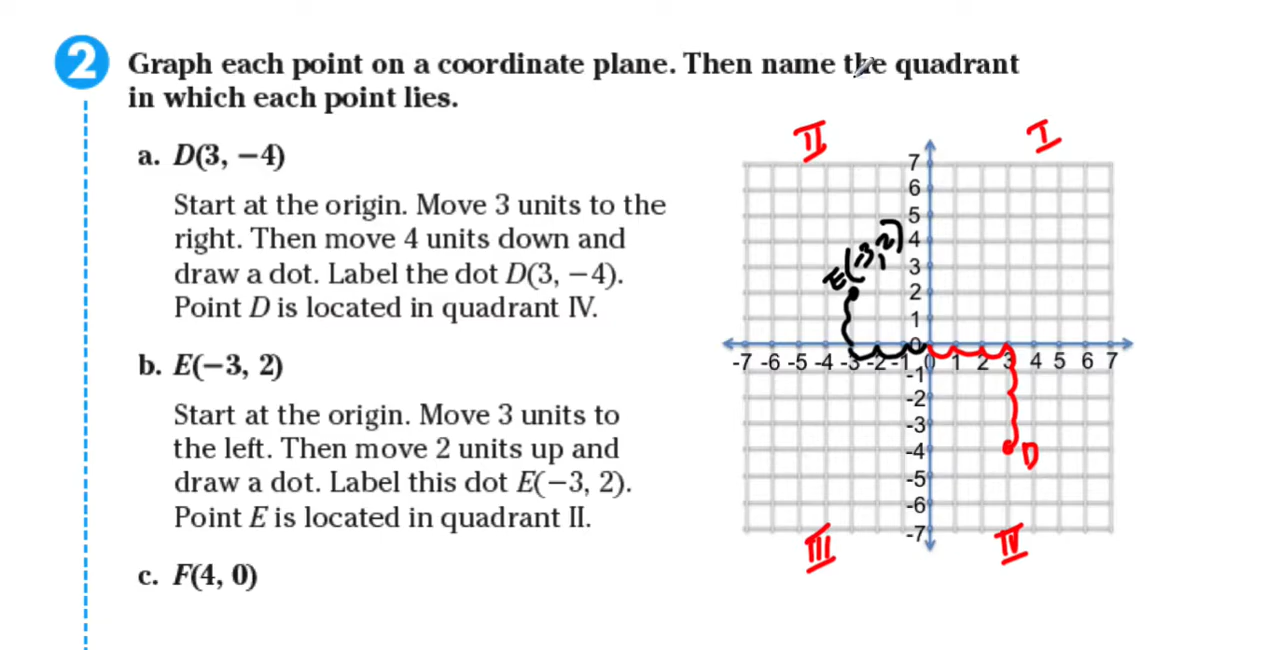 2
Graph each point on a coordinate plane. Then name the quadrant
in which each point lies.
a. D(3, −4)
Start at the origin. Move 3 units to the
right. Then move 4 units down and
draw a dot. Label the dot D(3, −4).
Point D is located in quadrant IV.
b. E(−3, 2)
Start at the origin. Move 3 units to
the left. Then move 2 units up and
draw a dot. Label this dot E(−3, 2).
Point E is located in quadrant II.
c. F(4, 0)
II
I
7
6
5
4
3
2
1
0
E(-3,2)
-7 -6 -5 -4 -3 -2 -1 0 1 2 3 4 5 6 7
-1
-2
-3
-4
-5
-6
-7
D
III
IV